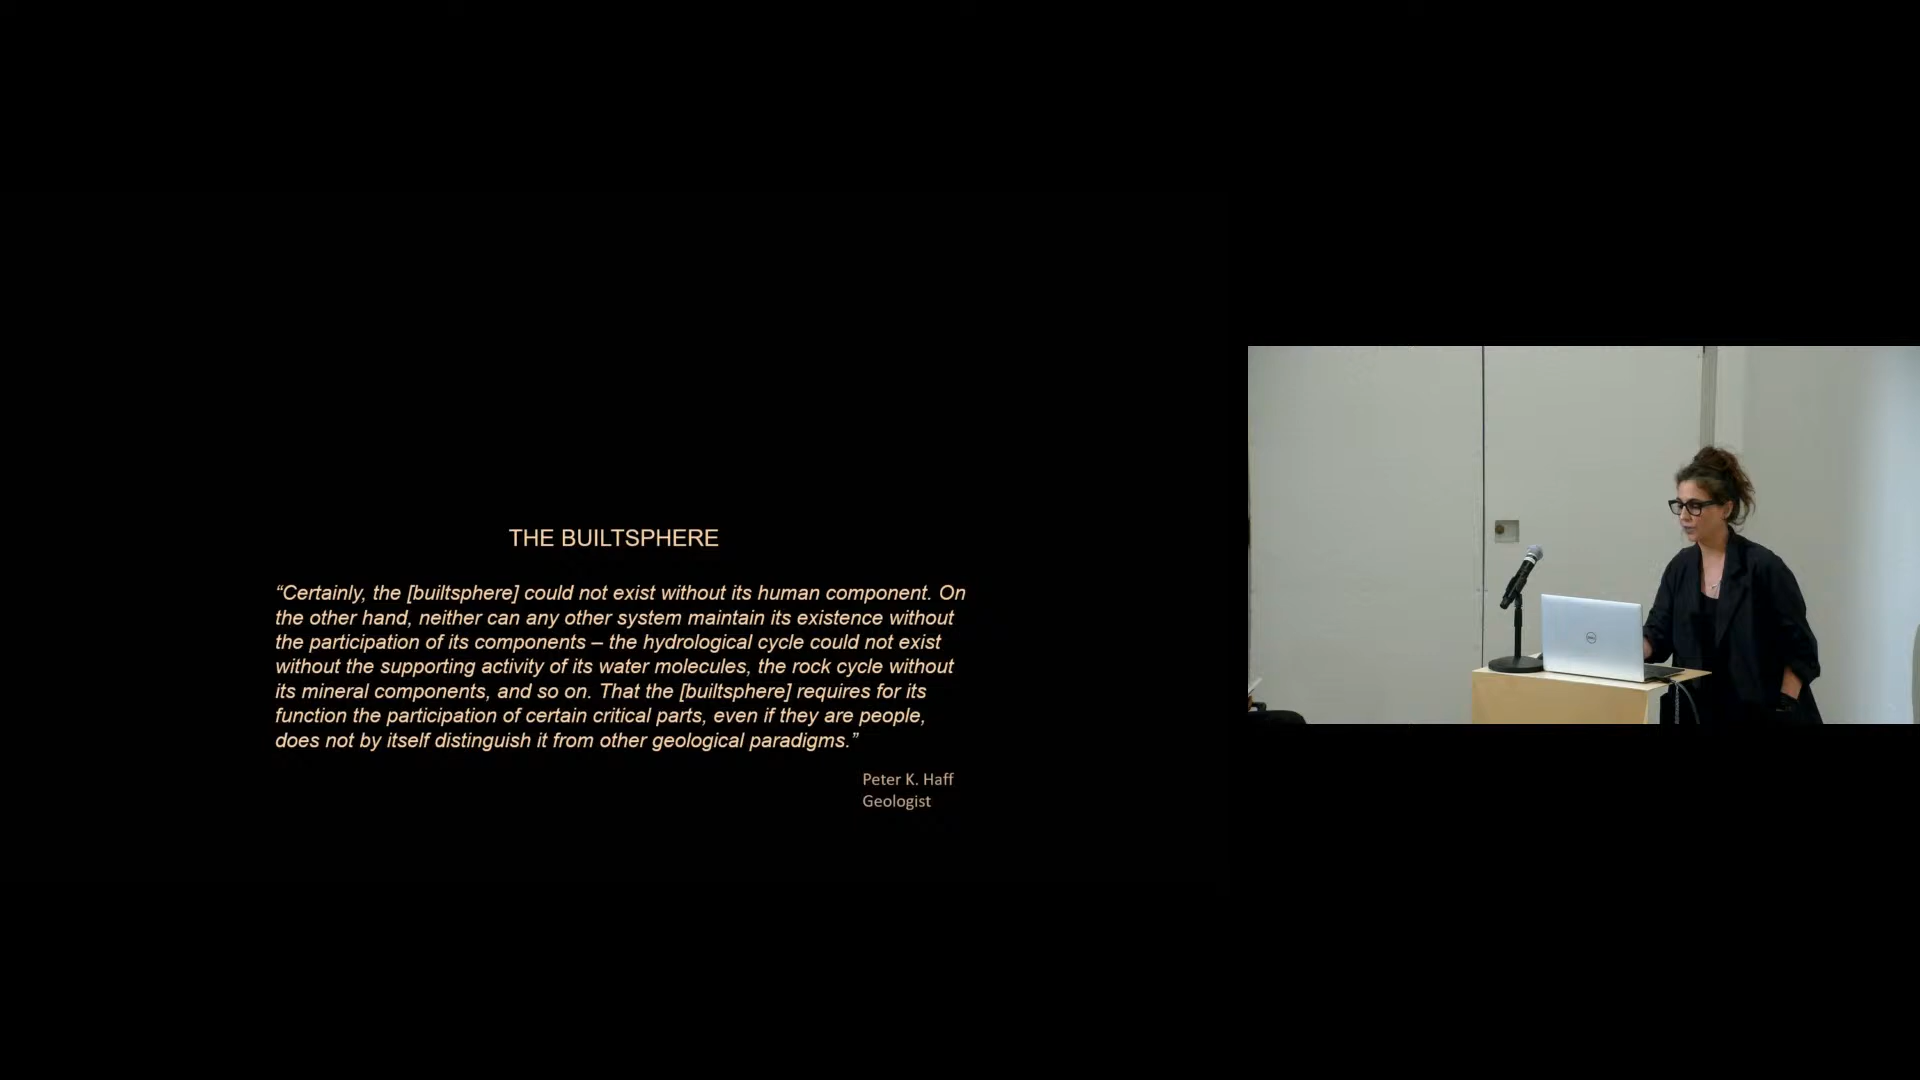 THE BUILTSPHERE
“Certainly, the [builtsphere] could not exist without its human component. On
the other hand, neither can any other system maintain its existence without
the participation of its components – the hydrological cycle could not exist
without the supporting activity of its water molecules, the rock cycle without
its mineral components, and so on. That the [builtsphere] requires for its
function the participation of certain critical parts, even if they are people,
does not by itself distinguish it from other geological paradigms.”
Peter K. Haff
Geologist
DELL